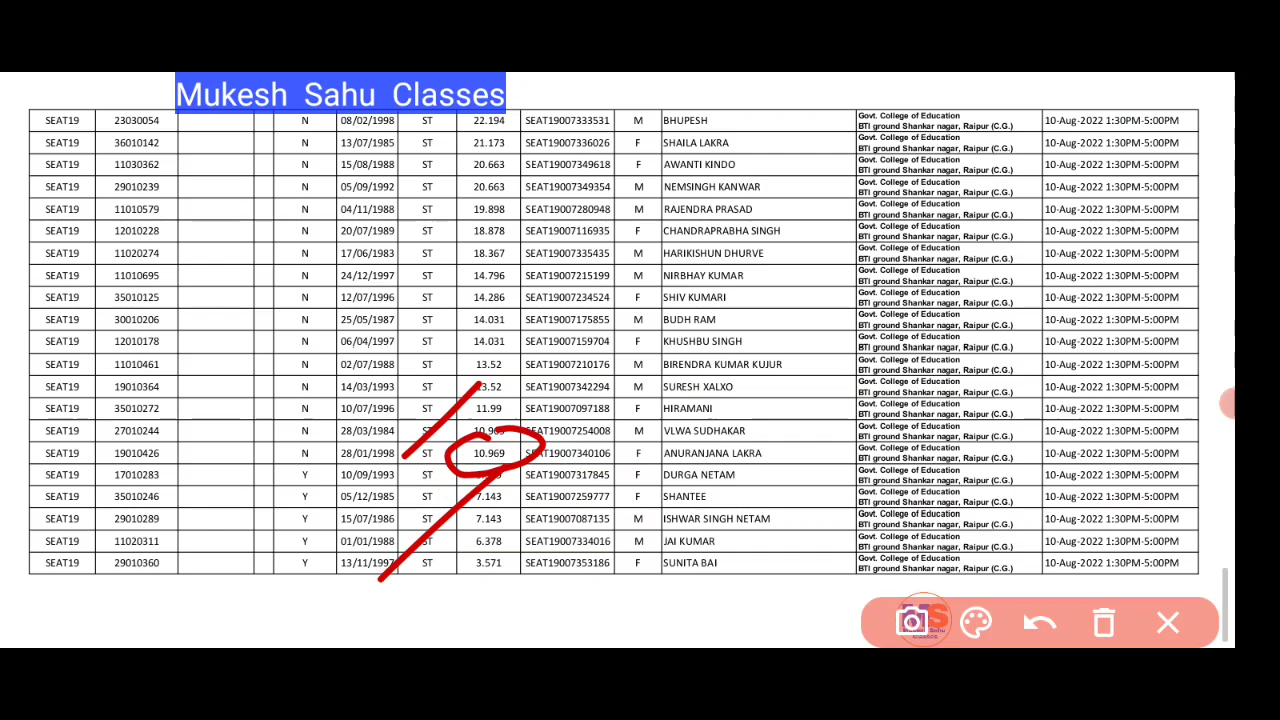 Mukesh Sahu Classes
SEAT19 23030054 N 08/02/1998 ST 22.194 SEAT19007333531 M BHUPESH Govt. College of Education BTI ground Shankar nagar, Raipur (C.G.) 10-Aug-2022 1:30PM-5:00PM
SEAT19 36010142 N 13/07/1985 ST 21.173 SEAT19007336026 F SHAILA LAKRA Govt. College of Education BTI ground Shankar nagar, Raipur (C.G.) 10-Aug-2022 1:30PM-5:00PM
SEAT19 11030362 N 15/08/1988 ST 20.663 SEAT19007349618 F AWANTI KINDO Govt. College of Education BTI ground Shankar nagar, Raipur (C.G.) 10-Aug-2022 1:30PM-5:00PM
SEAT19 29010239 N 05/09/1992 ST 20.663 SEAT19007349354 M NEMSINGH KANWAR Govt. College of Education BTI ground Shankar nagar, Raipur (C.G.) 10-Aug-2022 1:30PM-5:00PM
SEAT19 11010579 N 04/11/1988 ST 19.898 SEAT19007280948 M RAJENDRA PRASAD Govt. College of Education BTI ground Shankar nagar, Raipur (C.G.) 10-Aug-2022 1:30PM-5:00PM
SEAT19 12010228 N 20/07/1989 ST 18.878 SEAT19007116935 F CHANDRAPRABHA SINGH Govt. College of Education BTI ground Shankar nagar, Raipur (C.G.) 10-Aug-2022 1:30PM-5:00PM
SEAT19 11020274 N 17/06/1983 ST 18.367 SEAT19007335435 M HARIKISHUN DHURVE Govt. College of Education BTI ground Shankar nagar, Raipur (C.G.) 10-Aug-2022 1:30PM-5:00PM
SEAT19 11010695 N 24/12/1997 ST 14.796 SEAT19007215199 M NIRBHAY KUMAR Govt. College of Education BTI ground Shankar nagar, Raipur (C.G.) 10-Aug-2022 1:30PM-5:00PM
SEAT19 35010125 N 12/07/1996 ST 14.286 SEAT19007234524 F SHIV KUMARI Govt. College of Education BTI ground Shankar nagar, Raipur (C.G.) 10-Aug-2022 1:30PM-5:00PM
SEAT19 30010206 N 25/05/1987 ST 14.031 SEAT19007175855 M BUDH RAM Govt. College of Education BTI ground Shankar nagar, Raipur (C.G.) 10-Aug-2022 1:30PM-5:00PM
SEAT19 12010178 N 06/04/1997 ST 14.031 SEAT19007159704 F KHUSHBU SINGH Govt. College of Education BTI ground Shankar nagar, Raipur (C.G.) 10-Aug-2022 1:30PM-5:00PM
SEAT19 11010461 N 02/07/1988 ST 13.52 SEAT19007210176 M BIRENDRA KUMAR KUJUR Govt. College of Education BTI ground Shankar nagar, Raipur (C.G.) 10-Aug-2022 1:30PM-5:00PM
SEAT19 19010364 N 14/03/1993 ST 13.52 SEAT19007342294 M SURESH XALXO Govt. College of Education BTI ground Shankar nagar, Raipur (C.G.) 10-Aug-2022 1:30PM-5:00PM
SEAT19 35010272 N 10/07/1996 ST 11.99 SEAT19007097188 F HIRAMANI Govt. College of Education BTI ground Shankar nagar, Raipur (C.G.) 10-Aug-2022 1:30PM-5:00PM
SEAT19 27010244 N 28/03/1984 ST 10.969 SEAT19007254008 M VLWA SUDHAKAR Govt. College of Education BTI ground Shankar nagar, Raipur (C.G.) 10-Aug-2022 1:30PM-5:00PM
SEAT19 19010426 N 28/01/1998 ST 10.969 SEAT19007340106 F ANURANJANA LAKRA Govt. College of Education BTI ground Shankar nagar, Raipur (C.G.) 10-Aug-2022 1:30PM-5:00PM
SEAT19 17010283 Y 10/09/1993 ST SEAT19007317845 F DURGA NETAM Govt. College of Education BTI ground Shankar nagar, Raipur (C.G.) 10-Aug-2022 1:30PM-5:00PM
SEAT19 35010246 Y 05/12/1985 ST 7.143 SEAT19007259777 F SHANTEE Govt. College of Education BTI ground Shankar nagar, Raipur (C.G.) 10-Aug-2022 1:30PM-5:00PM
SEAT19 29010289 Y 15/07/1986 ST 7.143 SEAT19007087135 M ISHWAR SINGH NETAM Govt. College of Education BTI ground Shankar nagar, Raipur (C.G.) 10-Aug-2022 1:30PM-5:00PM
SEAT19 11020311 Y 01/01/1988 ST 6.378 SEAT19007334016 M JAI KUMAR Govt. College of Education BTI ground Shankar nagar, Raipur (C.G.) 10-Aug-2022 1:30PM-5:00PM
SEAT19 29010360 Y 13/11/1997 ST 3.571 SEAT19007353186 F SUNITA BAI Govt. College of Education BTI ground Shankar nagar, Raipur (C.G.) 10-Aug-2022 1:30PM-5:00PM